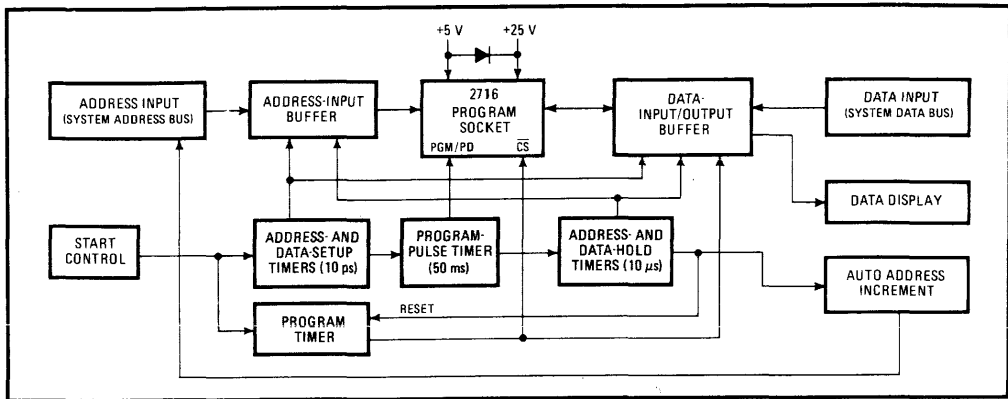 +5 V
+25 V
ADDRESS INPUT
(SYSTEM ADDRESS BUS)
ADDRESS-INPUT
BUFFER
2716
PROGRAM
SOCKET
PGM/PD
C̅S̅
DATA-
INPUT/OUTPUT
BUFFER
DATA INPUT
(SYSTEM DATA BUS)
DATA DISPLAY
START
CONTROL
ADDRESS- AND
DATA-SETUP
TIMERS (10 ps)
PROGRAM-
PULSE TIMER
(50 ms)
ADDRESS- AND
DATA-HOLD
TIMERS (10 μs)
AUTO ADDRESS
INCREMENT
RESET
PROGRAM
TIMER